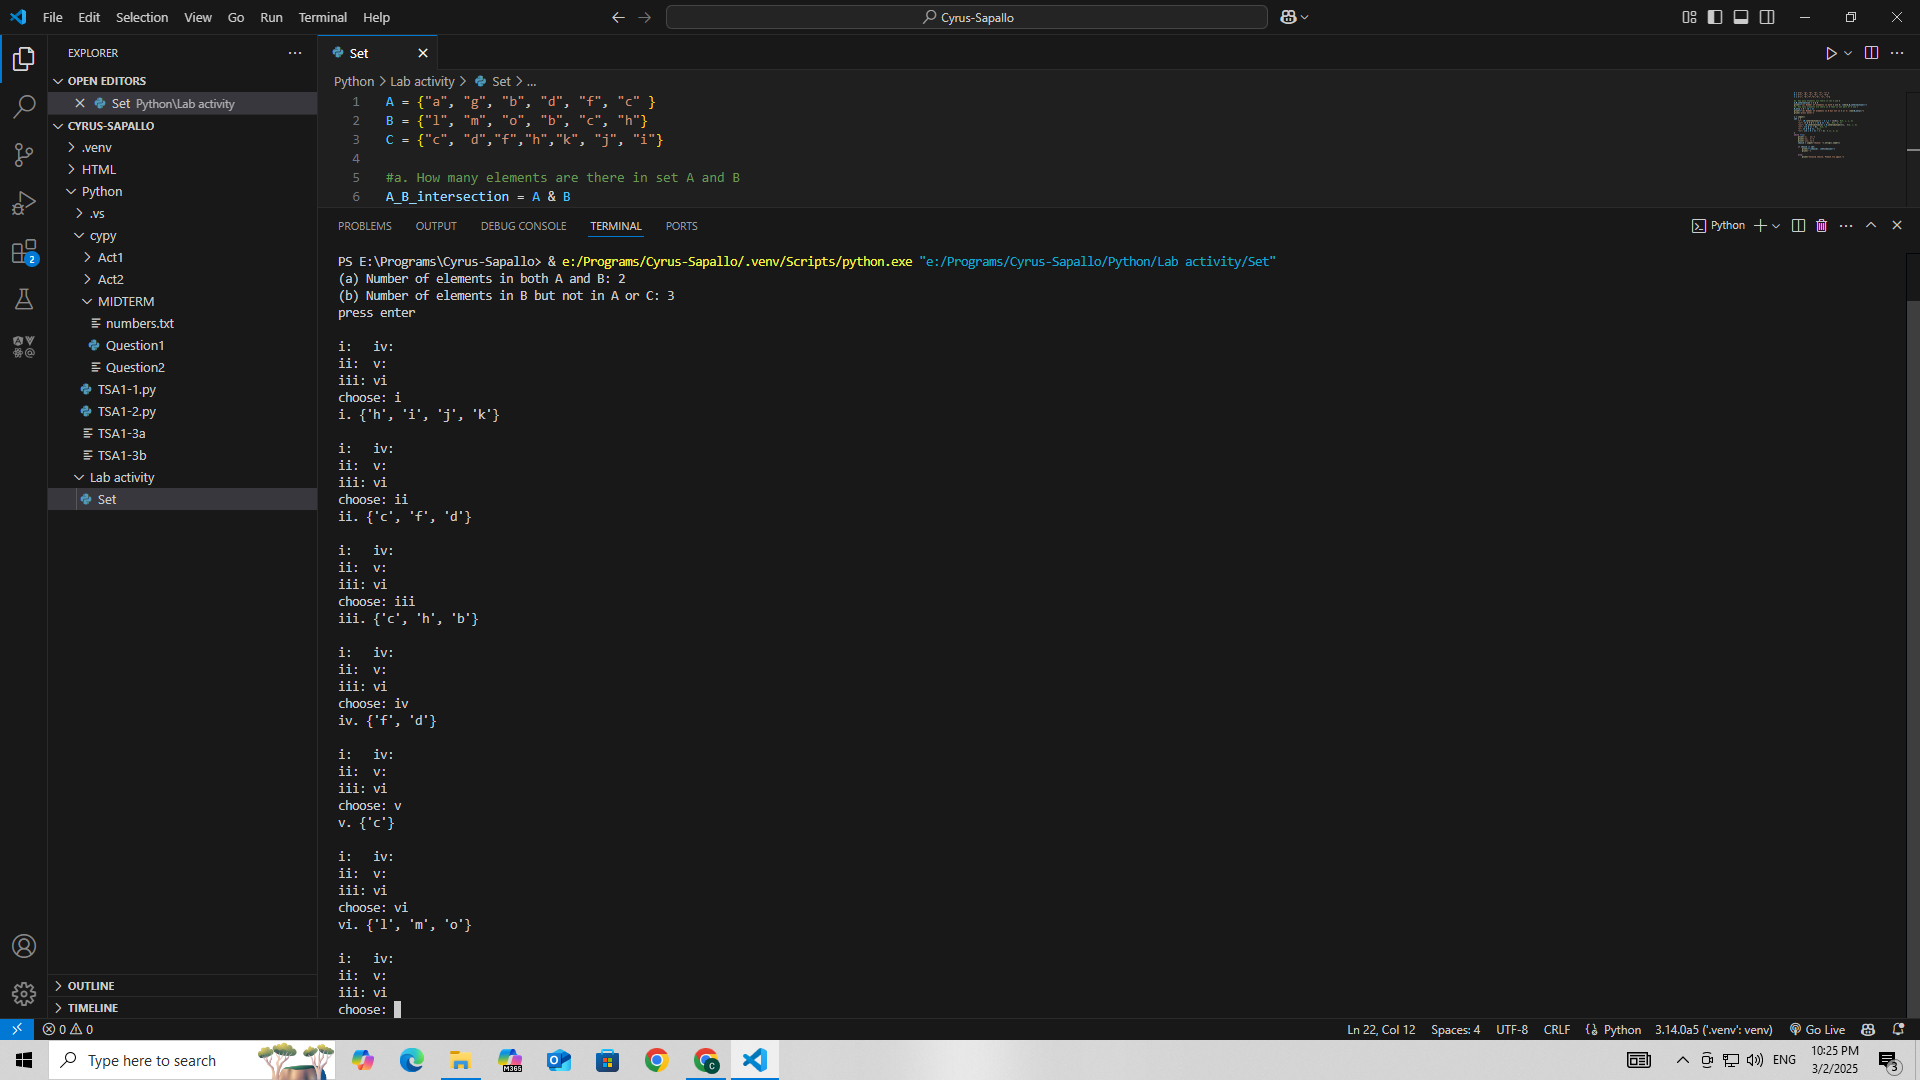 File Edit Selection View Go Run Terminal Help
Cyrus-Sapallo
EXPLORER
OPEN EDITORS
Set Python\Lab activity
CYRUS-SAPALLO
.venv
HTML
Python
.vs
cypy
Act1
Act2
MIDTERM
numbers.txt
Question1
Question2
TSA1-1.py
TSA1-2.py
TSA1-3a
TSA1-3b
Lab activity
Set
OUTLINE
TIMELINE
Set
Python > Lab activity > Set > ...
1 A = {"a", "g", "b", "d", "f", "c" }
2 B = {"l", "m", "o", "b", "c", "h"}
3 C = {"c", "d","f","h","k", "j", "i"}
4
5 #a. How many elements are there in set A and B
6 A_B_intersection = A & B
PROBLEMS OUTPUT DEBUG CONSOLE TERMINAL PORTS
Python
PS E:\Programs\Cyrus-Sapallo> & e:/Programs/Cyrus-Sapallo/.venv/Scripts/python.exe "e:/Programs/Cyrus-Sapallo/Python/Lab activity/Set"
(a) Number of elements in both A and B: 2
(b) Number of elements in B but not in A or C: 3
press enter
i: iv:
ii: v:
iii: vi
choose: i
i. {'h', 'i', 'j', 'k'}
i: iv:
ii: v:
iii: vi
choose: ii
ii. {'c', 'f', 'd'}
i: iv:
ii: v:
iii: vi
choose: iii
iii. {'c', 'h', 'b'}
i: iv:
ii: v:
iii: vi
choose: iv
iv. {'f', 'd'}
i: iv:
ii: v:
iii: vi
choose: v
v. {'c'}
i: iv:
ii: v:
iii: vi
choose: vi
vi. {'l', 'm', 'o'}
i: iv:
ii: v:
iii: vi
choose:
0 0
Ln 22, Col 12 Spaces: 4 UTF-8 CRLF Python 3.14.0a5 ('.venv': venv) Go Live
Type here to search
M365
C
ENG
10:25 PM
3/2/2025
3
2